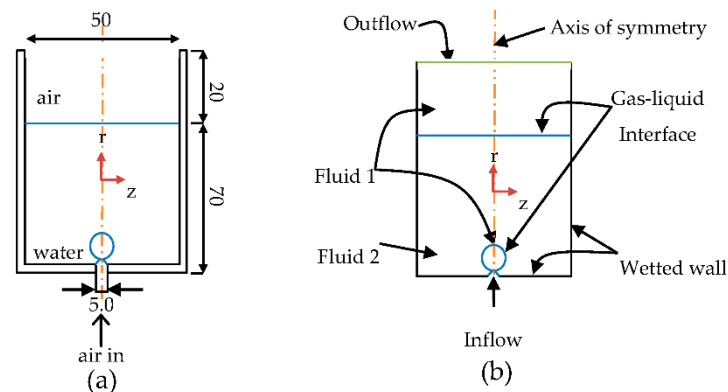 50
air
20
r
z
70
water
5.0
air in
(a)
Outflow
Axis of symmetry
Gas-liquid
Interface
r
Fluid 1
z
Fluid 2
Wetted wall
Inflow
(b)